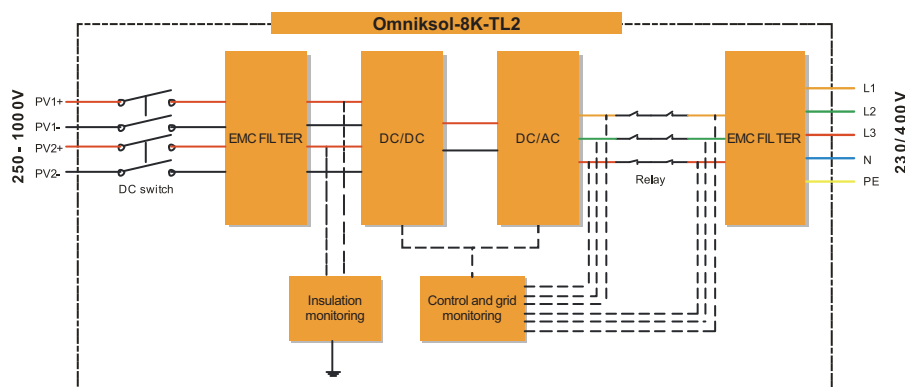 Omniksol-8K-TL2
250-1000V
PV1+
PV1-
PV2+
PV2-
DC switch
EMC FILTER
DC/DC
DC/AC
Relay
EMC FILTER
L1
L2
L3
N
PE
230/400V
Insulation
monitoring
Control and grid
monitoring